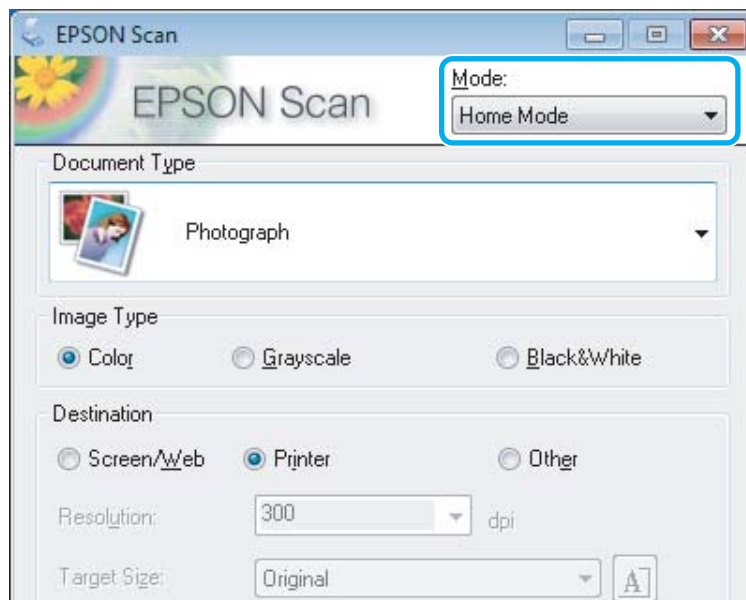 EPSON Scan
EPSON Scan
Mode:
Home Mode
Document Type
Photograph
Image Type
Color Grayscale Black&White
Destination
Screen/Web Printer Other
Resolution: 300 dpi
Target Size: Original A